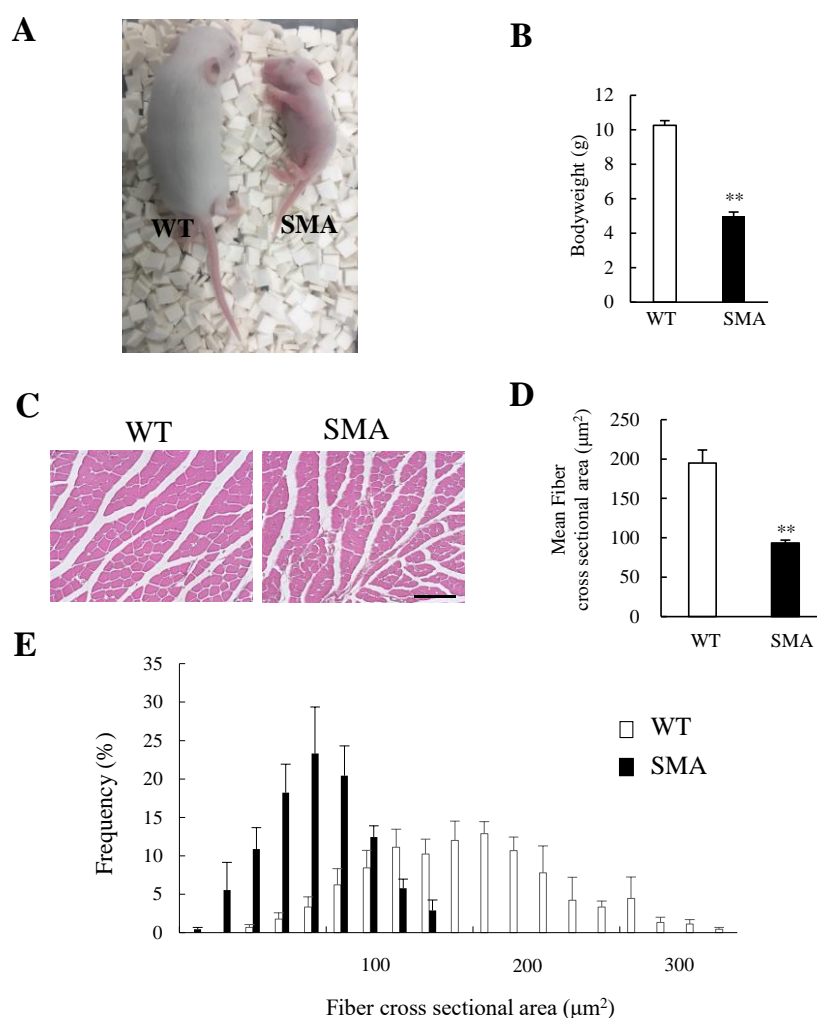 A
WT
SMA
B
Bodyweight (g)
12
10
8
6
4
2
0
**
WT
SMA
C
WT
SMA
D
Mean Fiber
cross sectional area (μm²)
250
200
150
100
50
0
**
WT
SMA
E
Frequency (%)
35
30
25
20
15
10
5
0
WT
SMA
100
200
300
Fiber cross sectional area (μm²)